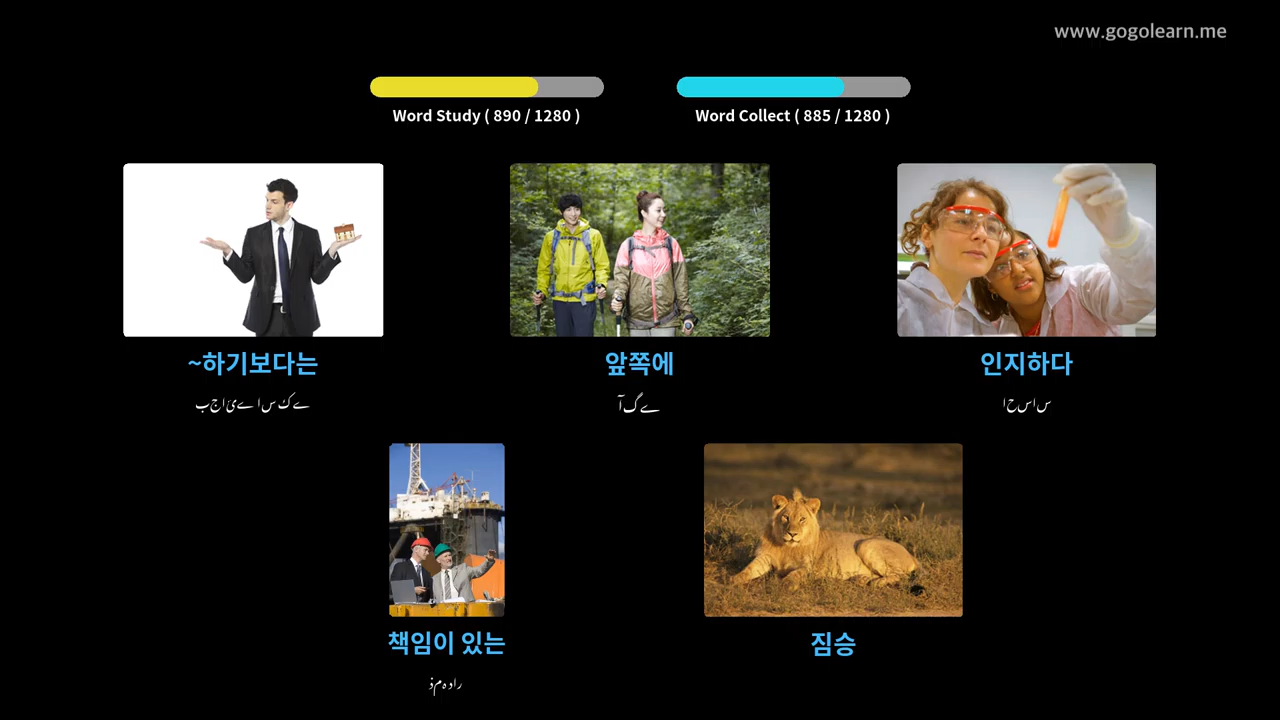 www.gogolearn.me
Word Study ( 890 / 1280 )
Word Collect ( 885 / 1280 )
~하기보다는
앞쪽에
인지하다
بجائے اس کے
آگے
احساس
책임이 있는
짐승
ذمہ دار